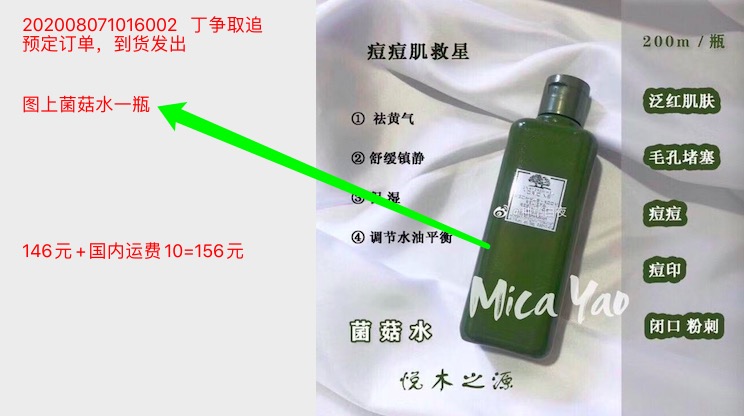 202008071016002 丁争取追
预定订单，到货发出
图上菌菇水一瓶
146元+国内运费10=156元
痘痘肌救星
① 祛黄气
② 舒缓镇静
③ 保 湿
④ 调节水油平衡
Mica Yao
菌菇水
悦木之源
200m / 瓶
泛红肌肤
毛孔堵塞
痘痘
痘印
闭口 粉刺